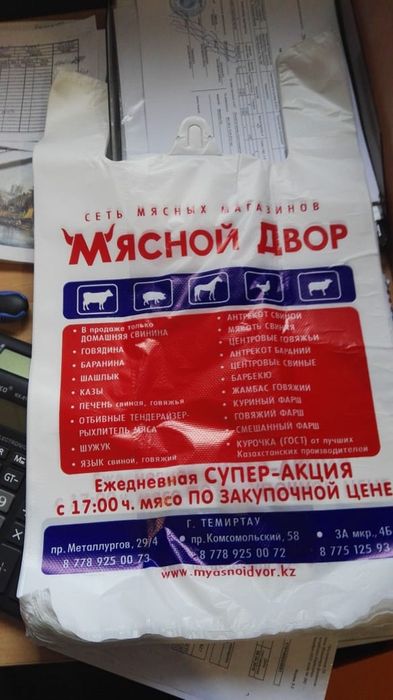 СЕТЬ МЯСНЫХ МАГАЗИНОВ
МЯСНОЙ ДВОР
• В продаже только
ДОМАШНЯЯ СВИНИНА
• ГОВЯДИНА
• БАРАНИНА
• ШАШЛЫК
• КАЗЫ
• ПЕЧЕНЬ свиная, говяжья
• ОТБИВНЫЕ ТЕНДЕРАЙЗЕР-
РЫХЛИТЕЛЬ МЯСА
• ШУЖУК
• ЯЗЫК свиной, говяжий
• АНТРЕКОТ СВИНОЙ
• МЯКОТЬ СВИНАЯ
• ЦЕНТРОВЫЕ ГОВЯЖЬИ
• АНТРЕКОТ БАРАНИЙ
• ЦЕНТРОВЫЕ СВИНЫЕ
• БАРБЕКЮ
• ЖАМБАС ГОВЯЖИЙ
• КУРИНЫЙ ФАРШ
• ГОВЯЖИЙ ФАРШ
• СМЕШАННЫЙ ФАРШ
• КУРОЧКА (ГОСТ) от лучших
Казахстанских производителей
Ежедневная СУПЕР-АКЦИЯ
с 17:00 ч. мясо ПО ЗАКУПОЧНОЙ ЦЕНЕ
Г. ТЕМИРТАУ
пр. Металлургов, 29/4 • пр. Комсомольский, 58 • 3А мкр., 4Б
8 778 925 00 73 8 778 925 00 72 8 775 125 93
www.myasnoidvor.kz
GT